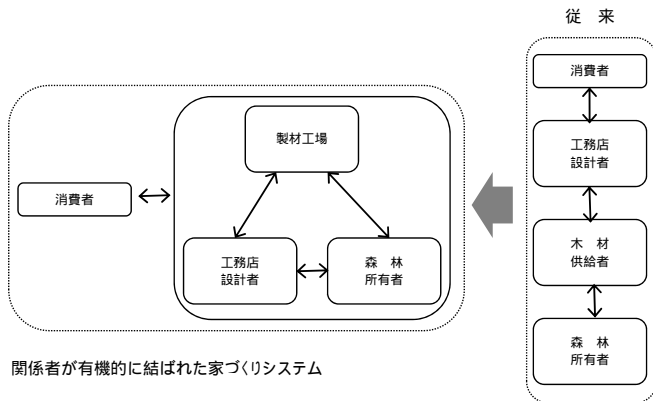 従　来
消費者
工務店
設計者
木　材
供給者
森　林
所有者
製材工場
消費者
工務店
設計者
森　林
所有者
関係者が有機的に結ばれた家づくりシステム